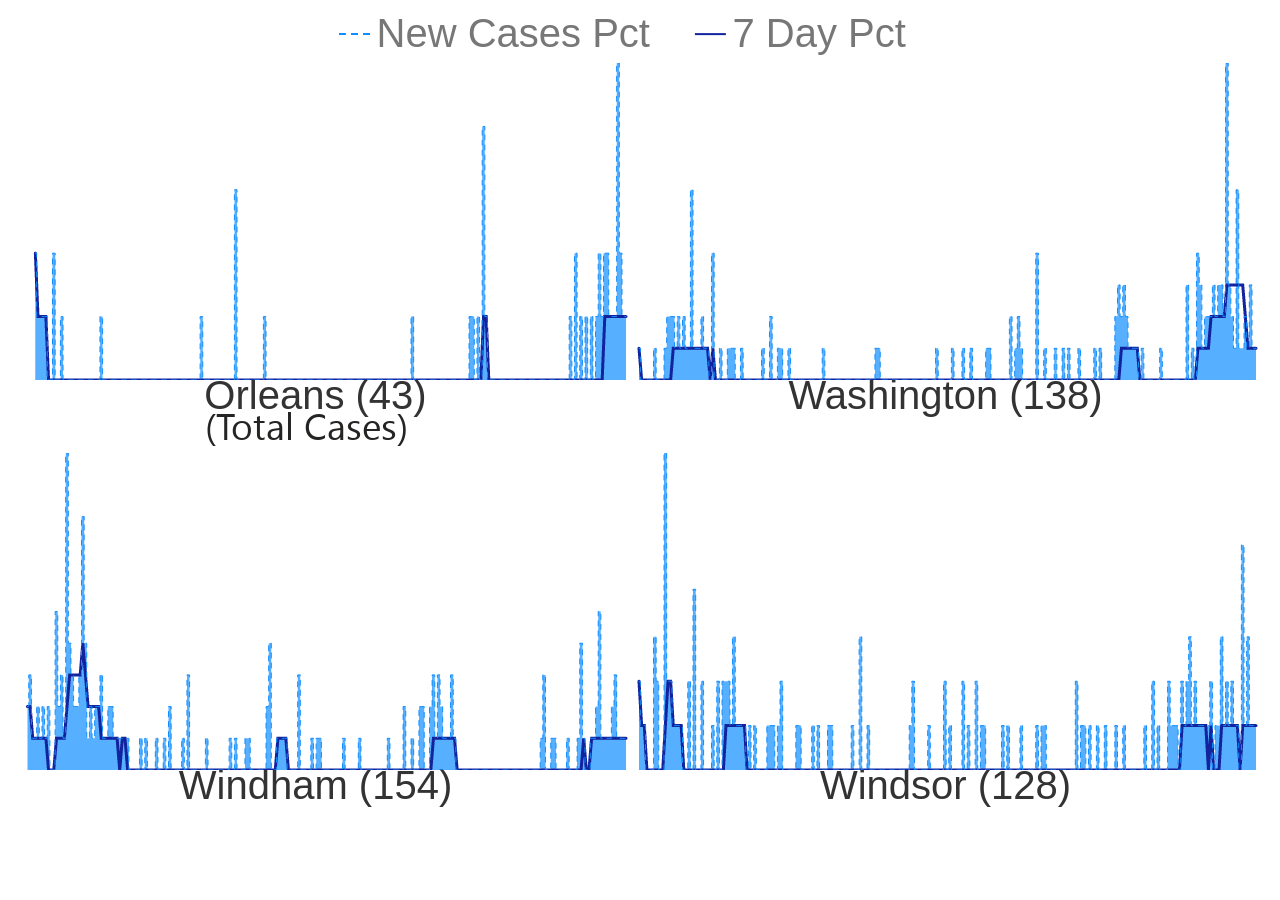 New Cases Pct 7 Day Pct
Orleans (43) Washington (138)
(Total Cases)
Windham (154) Windsor (128)